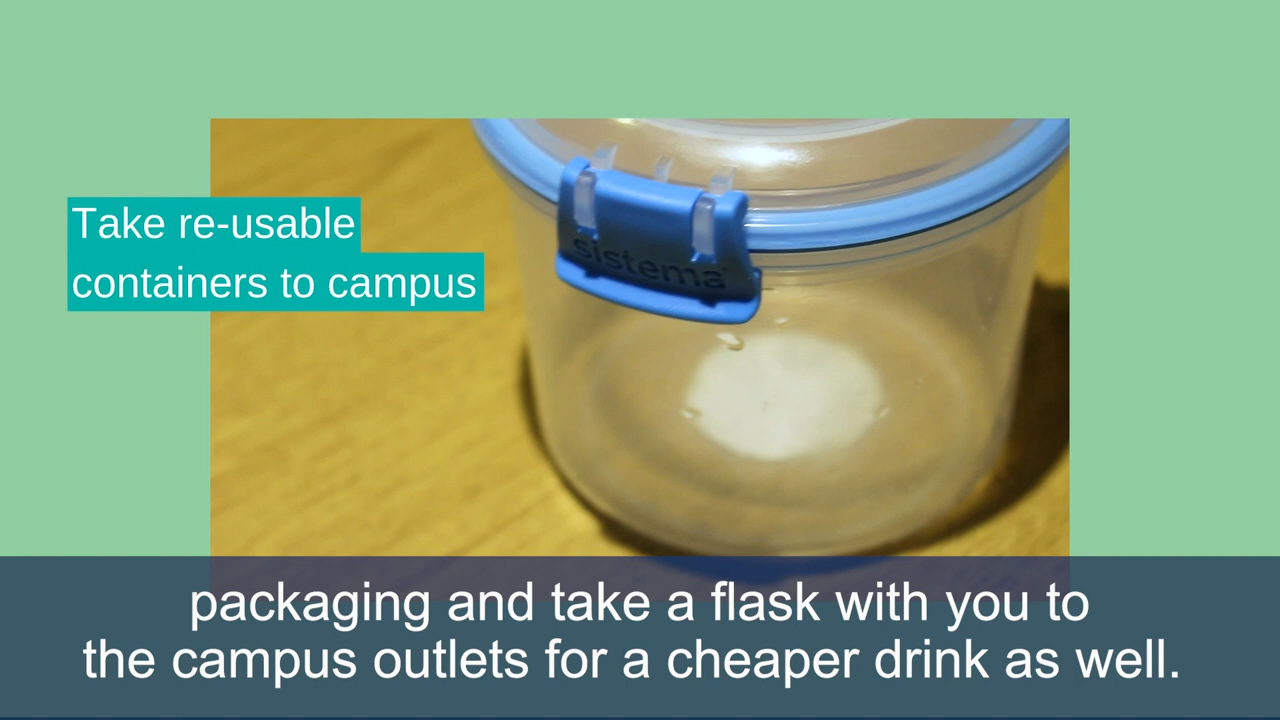 Take re-usable
containers to campus
sistema
packaging and take a flask with you to
the campus outlets for a cheaper drink as well.